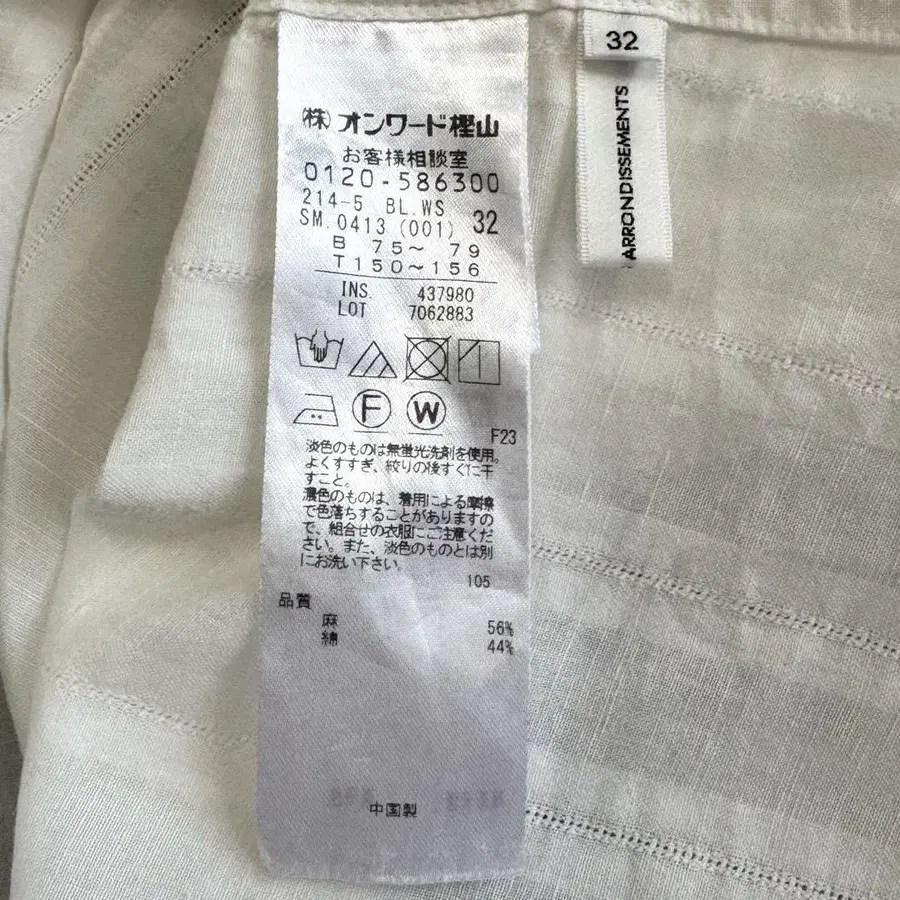 (株)オンワード樫山
お客様相談室
0120-586300
214-5 BL.WS
SM.0413 (001) 32
B 75～ 79
T150～156
INS. 437980
LOT 7062883
F W
F23
淡色のものは無蛍光洗剤を使用。
よくすすぎ、絞りの後すぐに干
すこと。
濃色のものは、着用による摩擦
で色落ちすることがありますの
で、組合せの衣服にご注意くだ
さい。また、淡色のものとは別
にお洗い下さい。
105
品質
麻 56%
綿 44%
中国製
32
ARRONDISSEMENTS